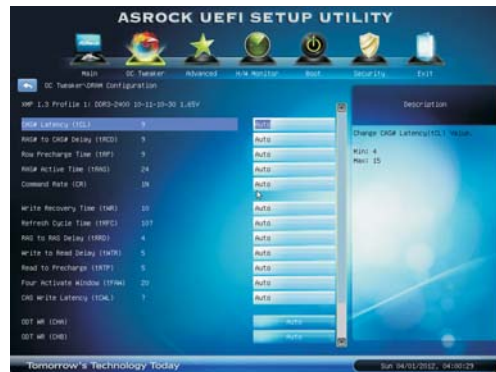 ASROCK UEFI SETUP UTILITY
Main OC Tweaker Advanced H/W Monitor Boot Security Exit
OC Tweaker\DRAM Configuration
XMP 1.3 Profile 1: DDR3-2400 10-11-10-30 1.65V
Description
CAS# Latency (tCL) 9 Auto
Change CAS# Latency(tCL) Value.
RAS# to CAS# Delay (tRCD) 9 Auto
Min: 4
Row Precharge Time (tRP) 9 Auto
Max: 15
RAS# Active Time (tRAS) 24 Auto
Command Rate (CR) 1N Auto
Write Recovery Time (tWR) 10 Auto
Refresh Cycle Time (tRFC) 107 Auto
RAS to RAS Delay (tRRD) 4 Auto
Write to Read Delay (tWTR) 5 Auto
Read to Precharge (tRTP) 5 Auto
Four Activate Window (tFAW) 20 Auto
CAS Write Latency (tCWL) 7 Auto
ODT WR (CHA) Auto
ODT WR (CHB) Auto
Tomorrow's Technology Today
Sun 04/01/2012, 04:00:29